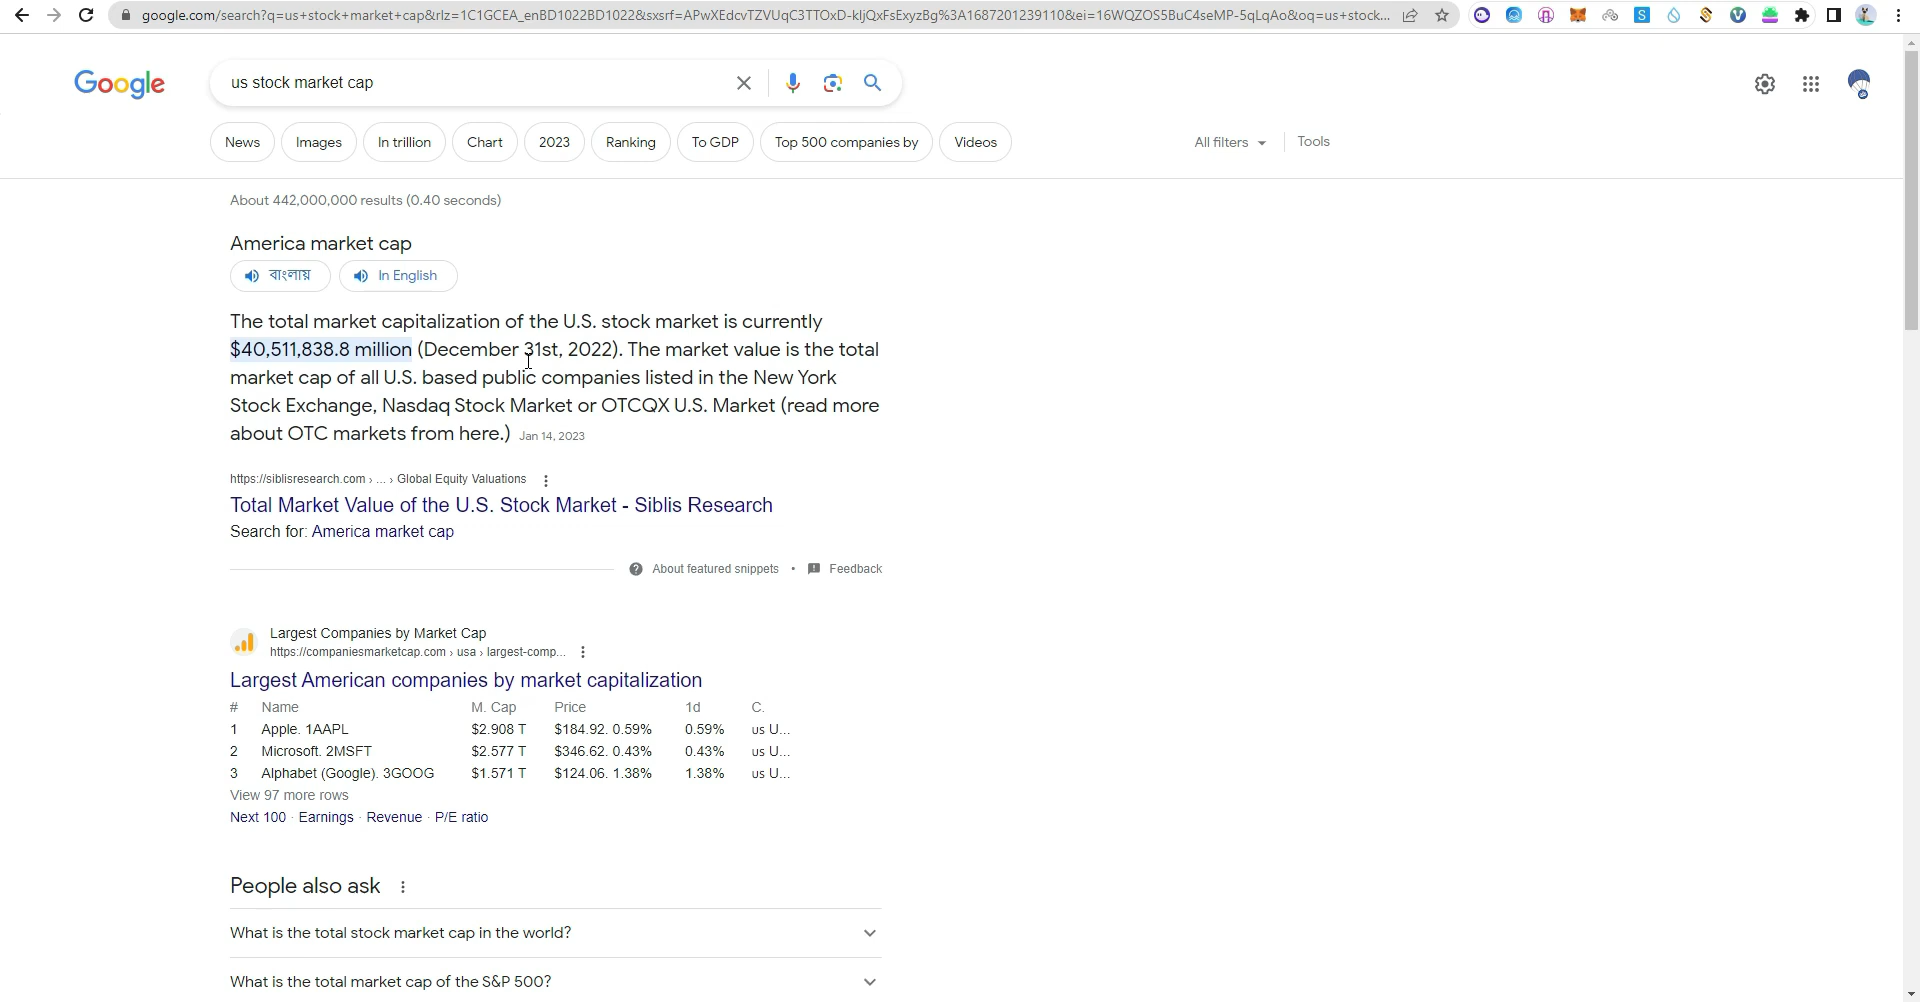 google.com/search?q=us+stock+market+cap&rlz=1C1GCEA_enBD1022BD1022&sxsrf=APwXEdcvTZVUqC3TTOxD-kIjQxFsExyzBg%3A1687201239110&ei=16WQZOS5BuC4seMP-5qLqAo&oq=us+stock...
Google
us stock market cap
News
Images
In trillion
Chart
2023
Ranking
To GDP
Top 500 companies by
Videos
All filters
Tools
About 442,000,000 results (0.40 seconds)
America market cap
বাংলায়
In English
The total market capitalization of the U.S. stock market is currently
$40,511,838.8 million (December 31st, 2022). The market value is the total
market cap of all U.S. based public companies listed in the New York
Stock Exchange, Nasdaq Stock Market or OTCQX U.S. Market (read more
about OTC markets from here.) Jan 14, 2023
https://siblisresearch.com › ... › Global Equity Valuations
Total Market Value of the U.S. Stock Market - Siblis Research
Search for: America market cap
About featured snippets • Feedback
Largest Companies by Market Cap
https://companiesmarketcap.com › usa › largest-comp...
Largest American companies by market capitalization
# Name M. Cap Price 1d C.
1 Apple. 1AAPL $2.908 T $184.92. 0.59% 0.59% us U...
2 Microsoft. 2MSFT $2.577 T $346.62. 0.43% 0.43% us U...
3 Alphabet (Google). 3GOOG $1.571 T $124.06. 1.38% 1.38% us U...
View 97 more rows
Next 100 · Earnings · Revenue · P/E ratio
People also ask
What is the total stock market cap in the world?
What is the total market cap of the S&P 500?